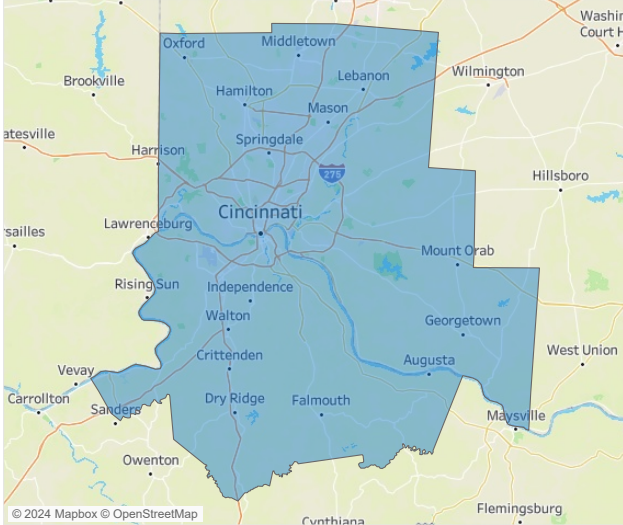 Washin
Court H
Oxford
Middletown
Brookville
Lebanon
Wilmington
Hamilton
Mason
atesville
Springdale
Harrison
275
Hillsboro
Cincinnati
Lawrenceburg
rsailles
Mount Orab
Rising Sun
Independence
Walton
Georgetown
West Union
Crittenden
Augusta
Vevay
Carrollton
Dry Ridge
Falmouth
Sanders
Maysville
Owenton
Flemingsburg
Cynthiana
© 2024 Mapbox © OpenStreetMap